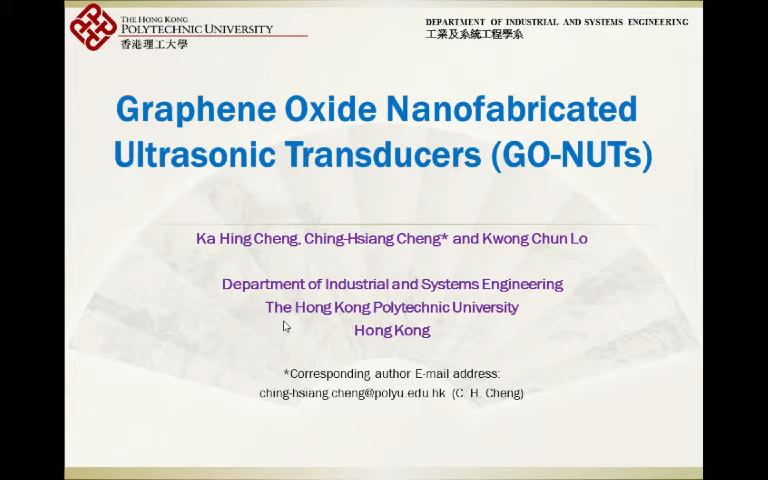 THE HONG KONG
POLYTECHNIC UNIVERSITY
香港理工大學
DEPARTMENT OF INDUSTRIAL AND SYSTEMS ENGINEERING
工業及系統工程學系
Graphene Oxide Nanofabricated
Ultrasonic Transducers (GO-NUTs)
Ka Hing Cheng, Ching-Hsiang Cheng* and Kwong Chun Lo
Department of Industrial and Systems Engineering
The Hong Kong Polytechnic University
Hong Kong
*Corresponding author E-mail address:
ching-hsiang.cheng@polyu.edu.hk (C. H. Cheng)